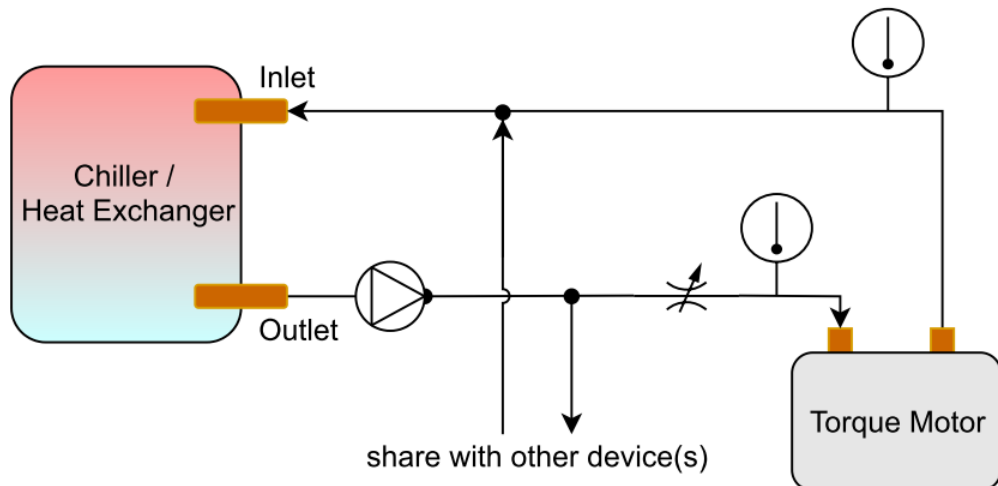 Inlet
Chiller /
Heat Exchanger
Outlet
Torque Motor
share with other device(s)